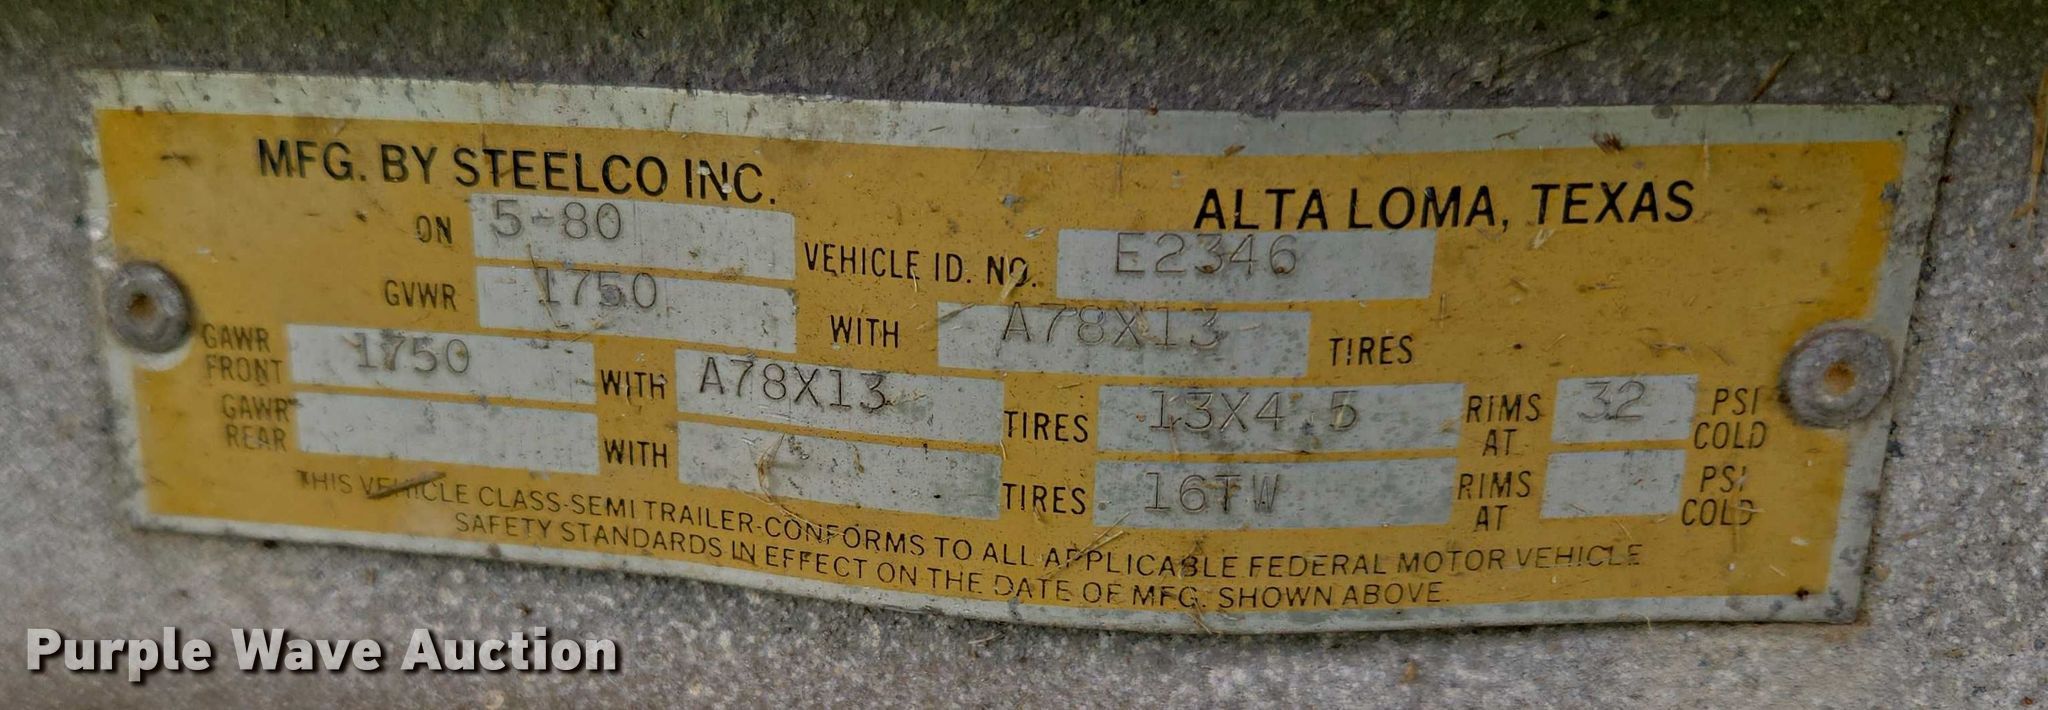 MFG. BY STEELCO INC. ALTA LOMA, TEXAS
ON 5-80 VEHICLE ID. NO. E2346
GVWR 1750 WITH A78X13 TIRES
GAWR FRONT 1750 WITH A78X13 TIRES 13X4.5 RIMS AT 32 PSI COLD
GAWR REAR WITH TIRES 16TW RIMS AT PSI COLD
THIS VEHICLE CLASS-SEMI TRAILER-CONFORMS TO ALL APPLICABLE FEDERAL MOTOR VEHICLE
SAFETY STANDARDS IN EFFECT ON THE DATE OF MFG. SHOWN ABOVE.
Purple Wave Auction